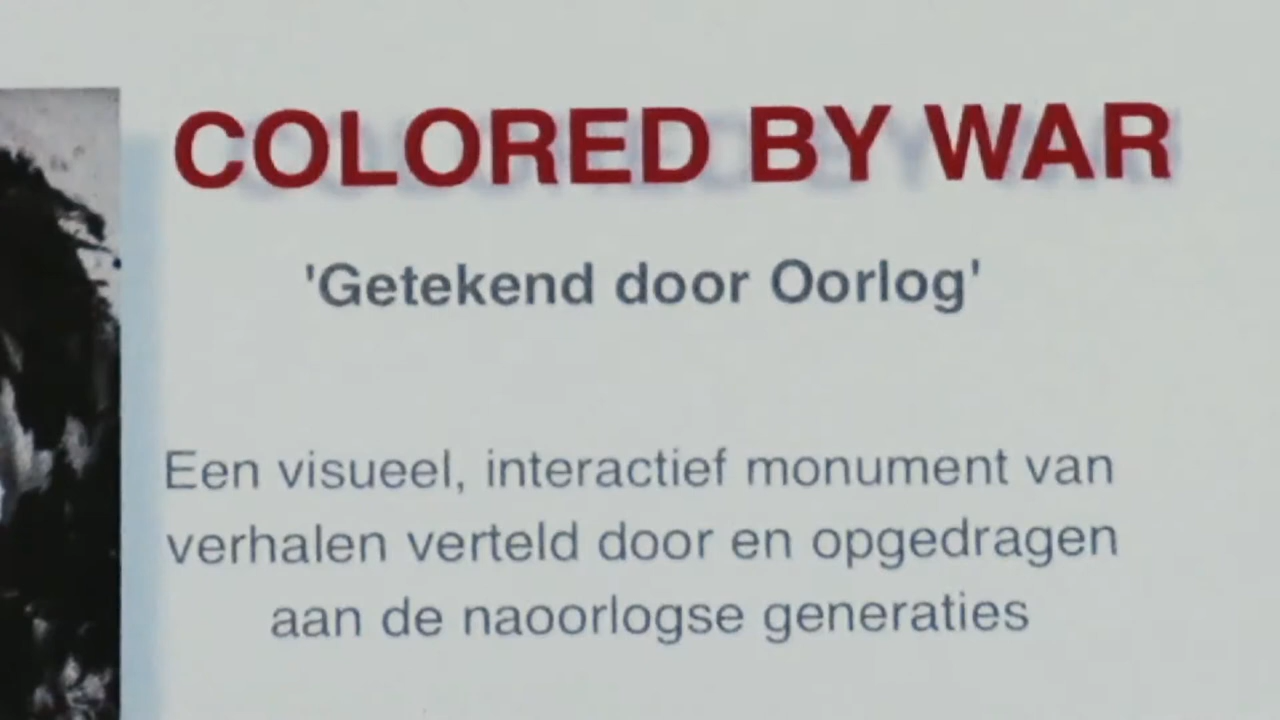 COLORED BY WAR
'Getekend door Oorlog'
Een visueel, interactief monument van
verhalen verteld door en opgedragen
aan de naoorlogse generaties